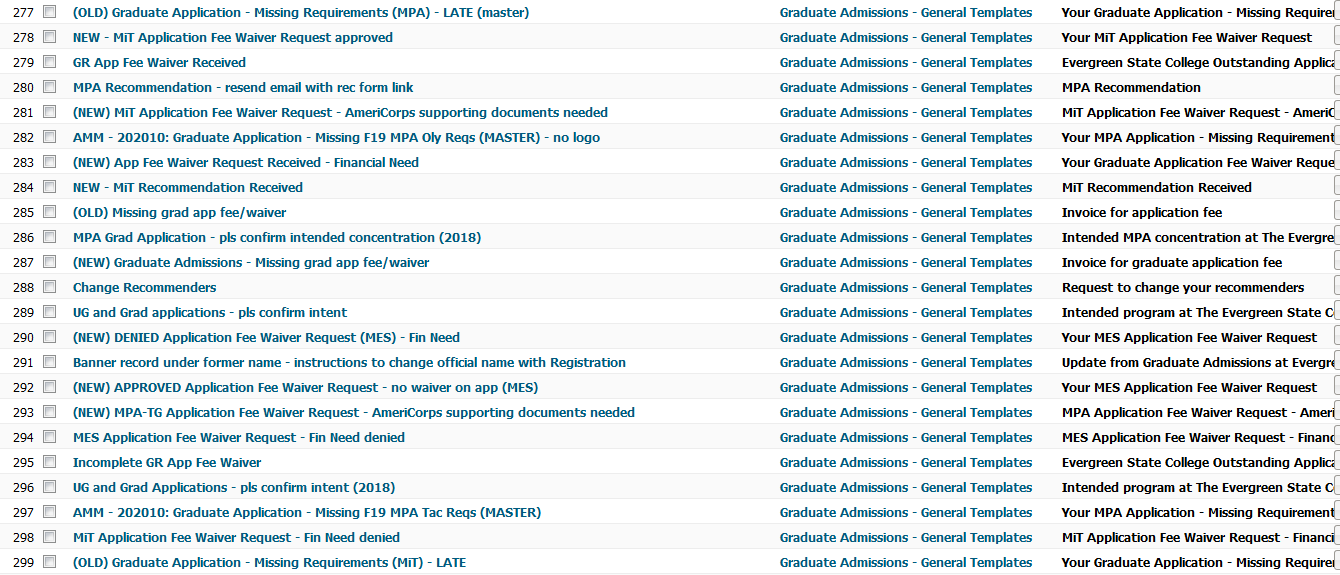 277 (OLD) Graduate Application - Missing Requirements (MPA) - LATE (master) Graduate Admissions - General Templates Your Graduate Application - Missing
278 NEW - MiT Application Fee Waiver Request approved Graduate Admissions - General Templates Your MiT Application Fee Waiver Request
279 GR App Fee Waiver Received Graduate Admissions - General Templates Evergreen State College Outstanding
280 MPA Recommendation - resend email with rec form link Graduate Admissions - General Templates MPA Recommendation
281 (NEW) MiT Application Fee Waiver Request - AmeriCorps supporting documents needed Graduate Admissions - General Templates MiT Application Fee Waiver Request -
282 AMM - 202010: Graduate Application - Missing F19 MPA Oly Reqs (MASTER) - no logo Graduate Admissions - General Templates Your MPA Application - Missing
283 (NEW) App Fee Waiver Request Received - Financial Need Graduate Admissions - General Templates Your Graduate Application Fee Waiver
284 NEW - MiT Recommendation Received Graduate Admissions - General Templates MiT Recommendation Received
285 (OLD) Missing grad app fee/waiver Graduate Admissions - General Templates Invoice for application fee
286 MPA Grad Application - pls confirm intended concentration (2018) Graduate Admissions - General Templates Intended MPA concentration at The
287 (NEW) Graduate Admissions - Missing grad app fee/waiver Graduate Admissions - General Templates Invoice for graduate application fee
288 Change Recommenders Graduate Admissions - General Templates Request to change your recommenders
289 UG and Grad applications - pls confirm intent Graduate Admissions - General Templates Intended program at The Evergreen State
290 (NEW) DENIED Application Fee Waiver Request (MES) - Fin Need Graduate Admissions - General Templates Your MES Application Fee Waiver Request
291 Banner record under former name - instructions to change official name with Registration Graduate Admissions - General Templates Update from Graduate Admissions at
292 (NEW) APPROVED Application Fee Waiver Request - no waiver on app (MES) Graduate Admissions - General Templates Your MES Application Fee Waiver Request
293 (NEW) MPA-TG Application Fee Waiver Request - AmeriCorps supporting documents needed Graduate Admissions - General Templates MPA Application Fee Waiver Request -
294 MES Application Fee Waiver Request - Fin Need denied Graduate Admissions - General Templates MES Application Fee Waiver Request -
295 Incomplete GR App Fee Waiver Graduate Admissions - General Templates Evergreen State College Outstanding
296 UG and Grad Applications - pls confirm intent (2018) Graduate Admissions - General Templates Intended program at The Evergreen State
297 AMM - 202010: Graduate Application - Missing F19 MPA Tac Reqs (MASTER) Graduate Admissions - General Templates Your MPA Application - Missing
298 MiT Application Fee Waiver Request - Fin Need denied Graduate Admissions - General Templates MiT Application Fee Waiver Request -
299 (OLD) Graduate Application - Missing Requirements (MiT) - LATE Graduate Admissions - General Templates Your Graduate Application - Missing